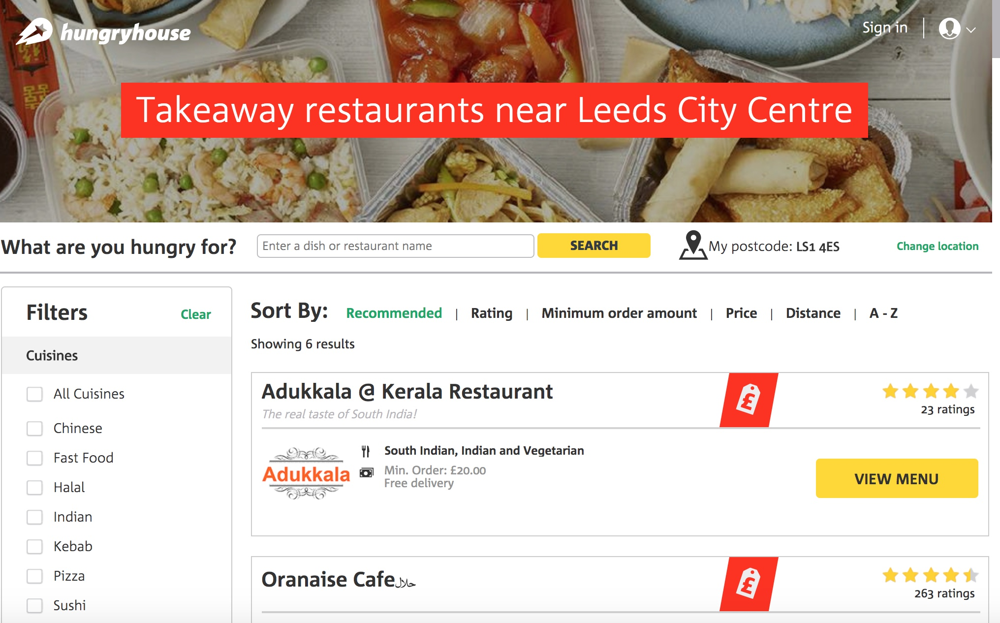 hungryhouse
Sign in
Takeaway restaurants near Leeds City Centre
What are you hungry for?
Enter a dish or restaurant name
SEARCH
My postcode: LS1 4ES
Change location
Filters
Clear
Cuisines
All Cuisines
Chinese
Fast Food
Halal
Indian
Kebab
Pizza
Sushi
Sort By: Recommended | Rating | Minimum order amount | Price | Distance | A - Z
Showing 6 results
Adukkala @ Kerala Restaurant
The real taste of South India!
£
23 ratings
Adukkala
South Indian, Indian and Vegetarian
Min. Order: £20.00
Free delivery
VIEW MENU
Oranaise Cafe حلال
£
263 ratings